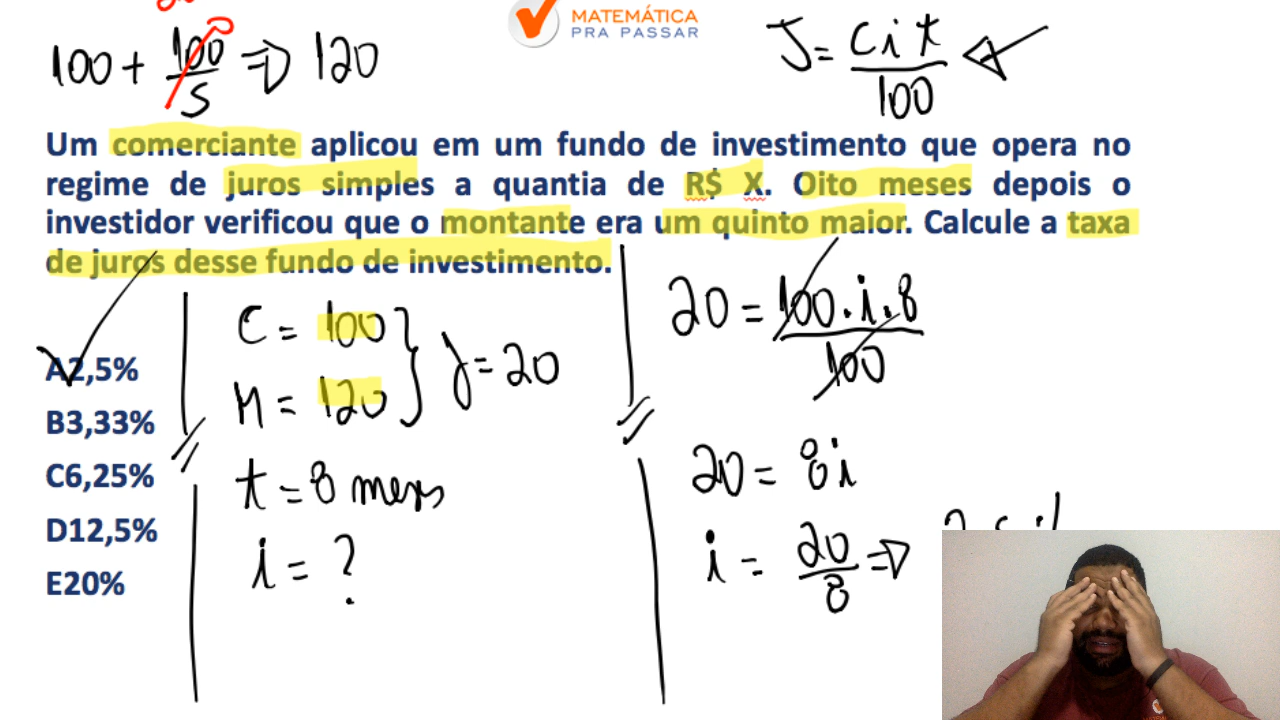 MATEMÁTICA
PRA PASSAR
100 + 100/5 => 120
J = C i t / 100
Um comerciante aplicou em um fundo de investimento que opera no
regime de juros simples a quantia de R$ X. Oito meses depois o
investidor verificou que o montante era um quinto maior. Calcule a taxa
de juros desse fundo de investimento.
A2,5%
B3,33%
C6,25%
D12,5%
E20%
C = 100
M = 120
J = 20
t = 8 meses
i = ?
20 = 100 . i . 8 / 100
20 = 8i
i = 20/8 =>